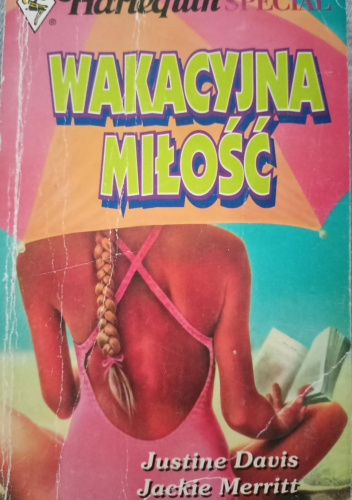 Harlequin SPECIAL
®
WAKACYJNA
MIŁOŚĆ
Justine Davis
Jackie Merritt